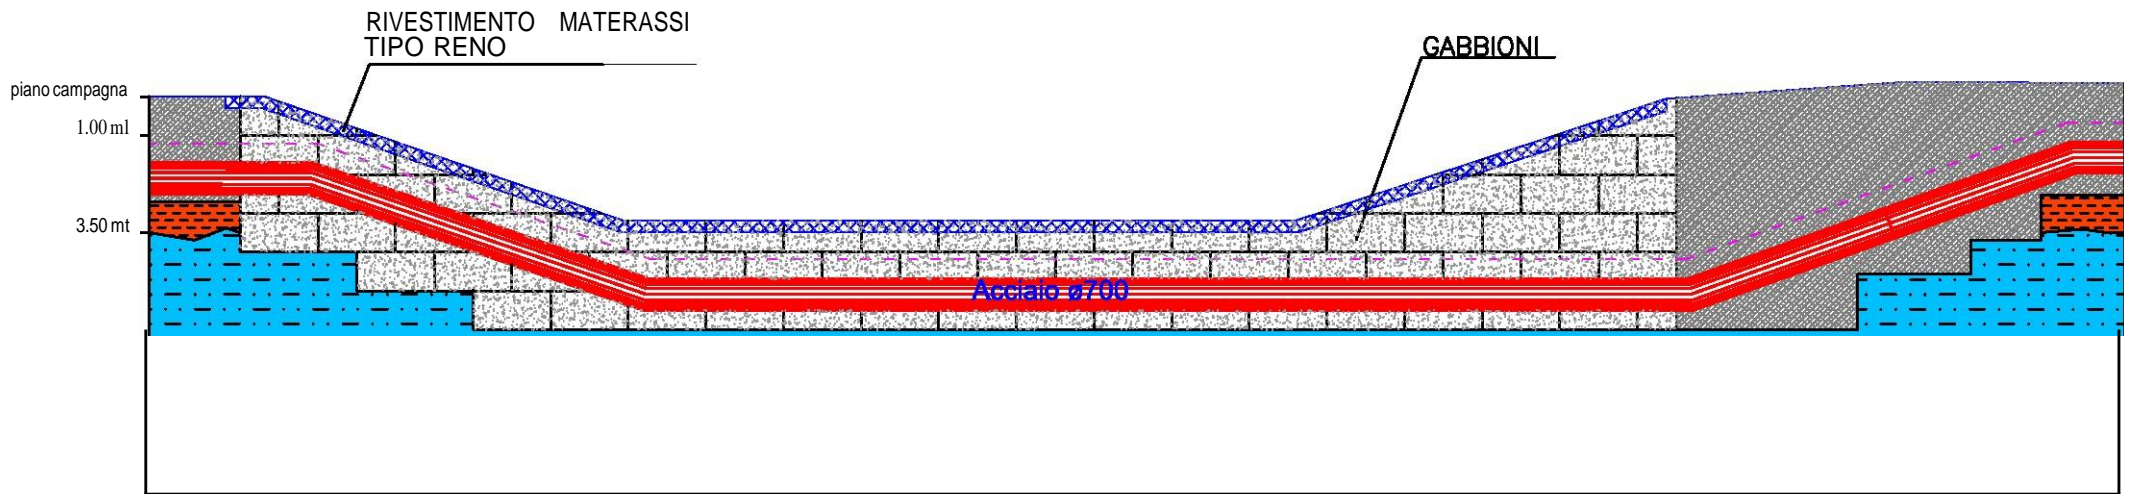 RIVESTIMENTO MATERASSI
TIPO RENO
GABBIONI
piano campagna
1.00 ml
3.50 mt
Acciaio ø700